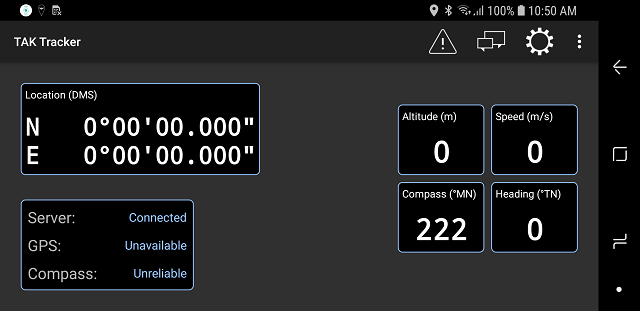 100% 10:50 AM
TAK Tracker
Location (DMS)
N 0°00'00.000"
E 0°00'00.000"
Altitude (m)
0
Speed (m/s)
0
Compass (°MN)
222
Heading (°TN)
0
Server: Connected
GPS: Unavailable
Compass: Unreliable